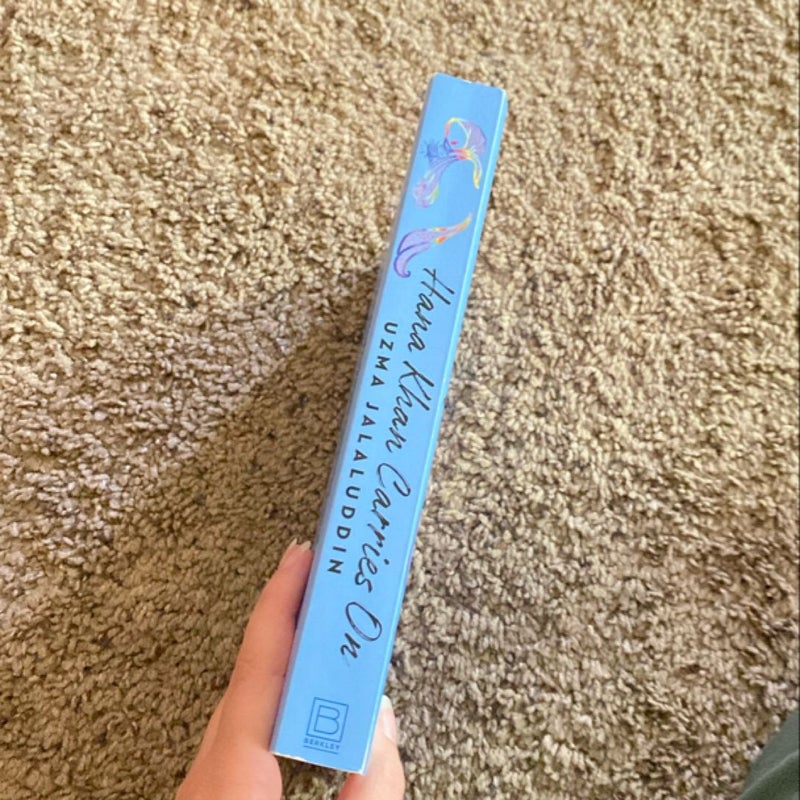 Hana Khan Carries On
UZMA JALALUDDIN
B
BERKLEY